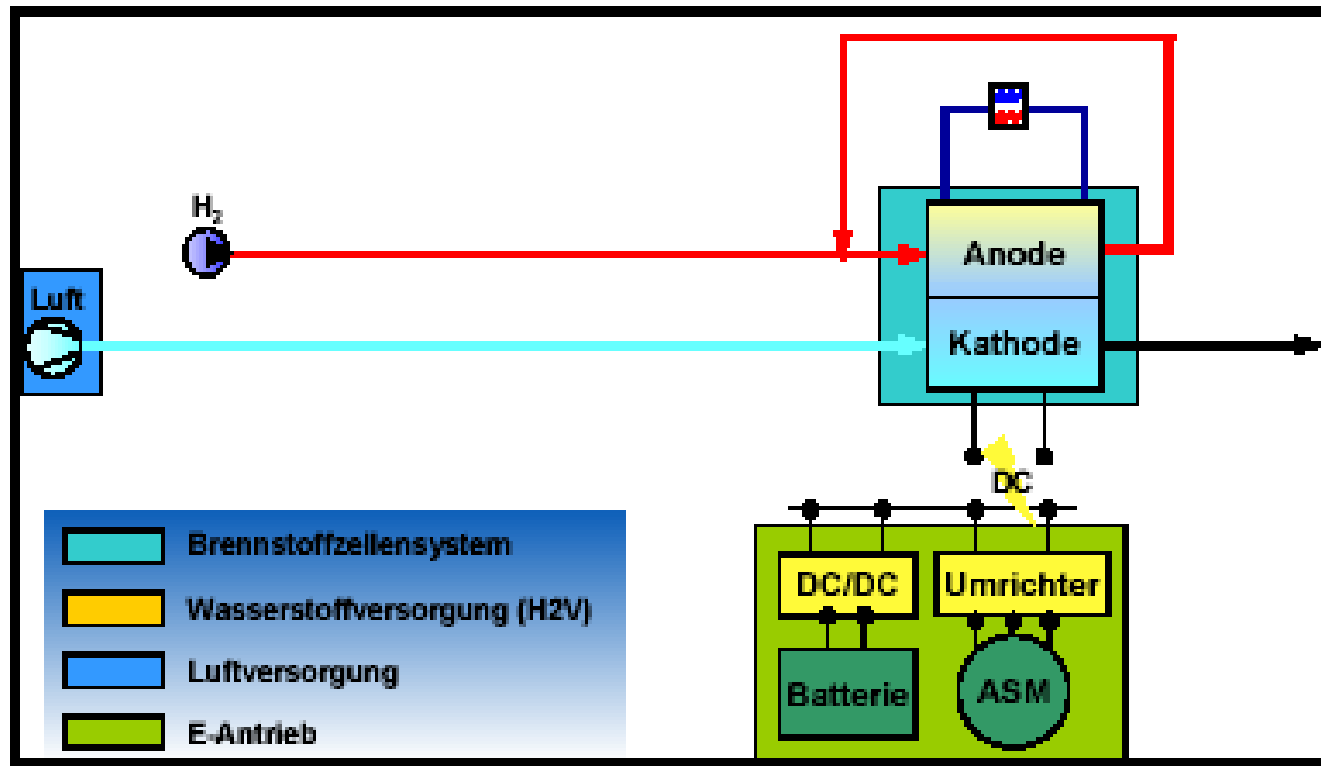 H₂
Anode
Luft
Kathode
DC
Brennstoffzellensystem
DC/DC
Umrichter
Wasserstoffversorgung (H2V)
Luftversorgung
Batterie
ASM
E-Antrieb